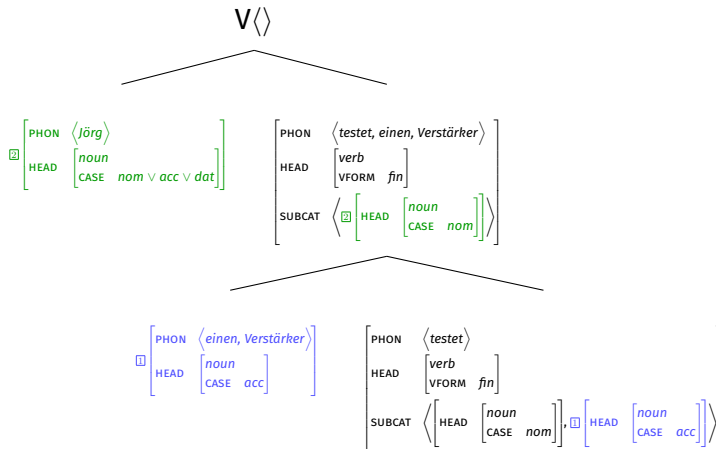 V⟨⟩
2 [PHON ⟨Jörg⟩
HEAD [noun
CASE nom ∨ acc ∨ dat]]
[PHON ⟨testet, einen, Verstärker⟩
HEAD [verb
VFORM fin]
SUBCAT ⟨2 [HEAD [noun
CASE nom]]⟩]
1 [PHON ⟨einen, Verstärker⟩
HEAD [noun
CASE acc]]
[PHON ⟨testet⟩
HEAD [verb
VFORM fin]
SUBCAT ⟨[HEAD [noun
CASE nom]], 1 [HEAD [noun
CASE acc]]⟩